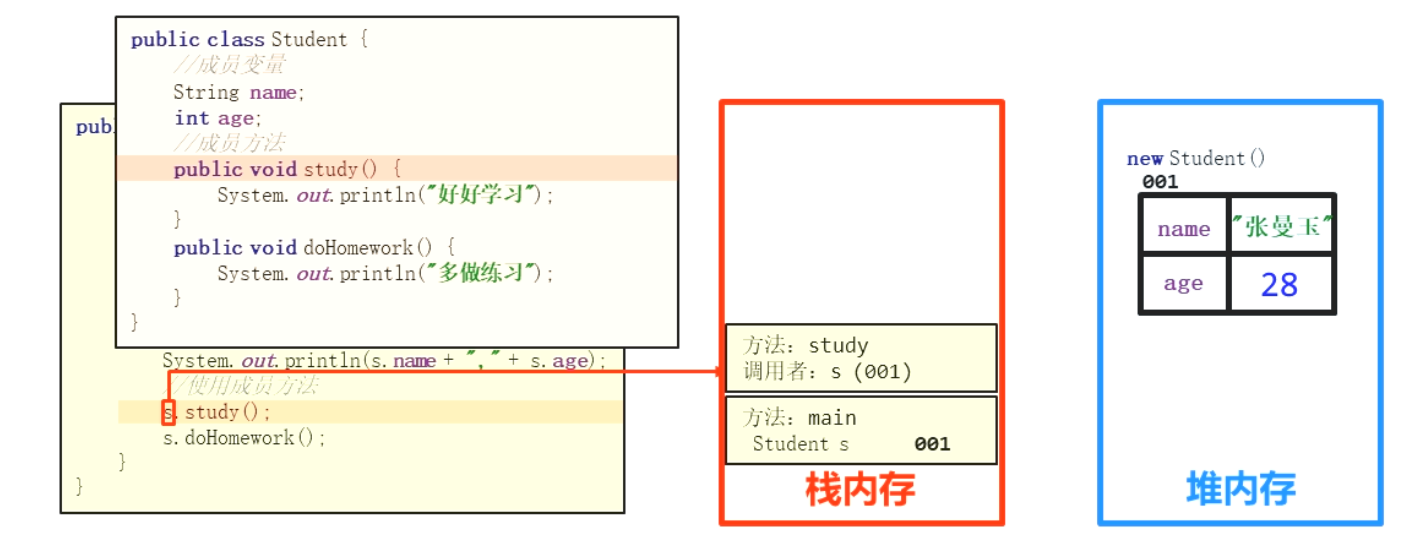 public class Student {
//成员变量
String name;
int age;
//成员方法
public void study() {
System.out.println("好好学习");
}
public void doHomework() {
System.out.println("多做练习");
}
}
publ
System.out.println(s.name + "," + s.age);
//使用成员方法
s.study();
s.doHomework();
}
}
方法: study
调用者: s (001)
方法: main
Student s 001
栈内存
new Student()
001
name "张曼玉"
age 28
堆内存